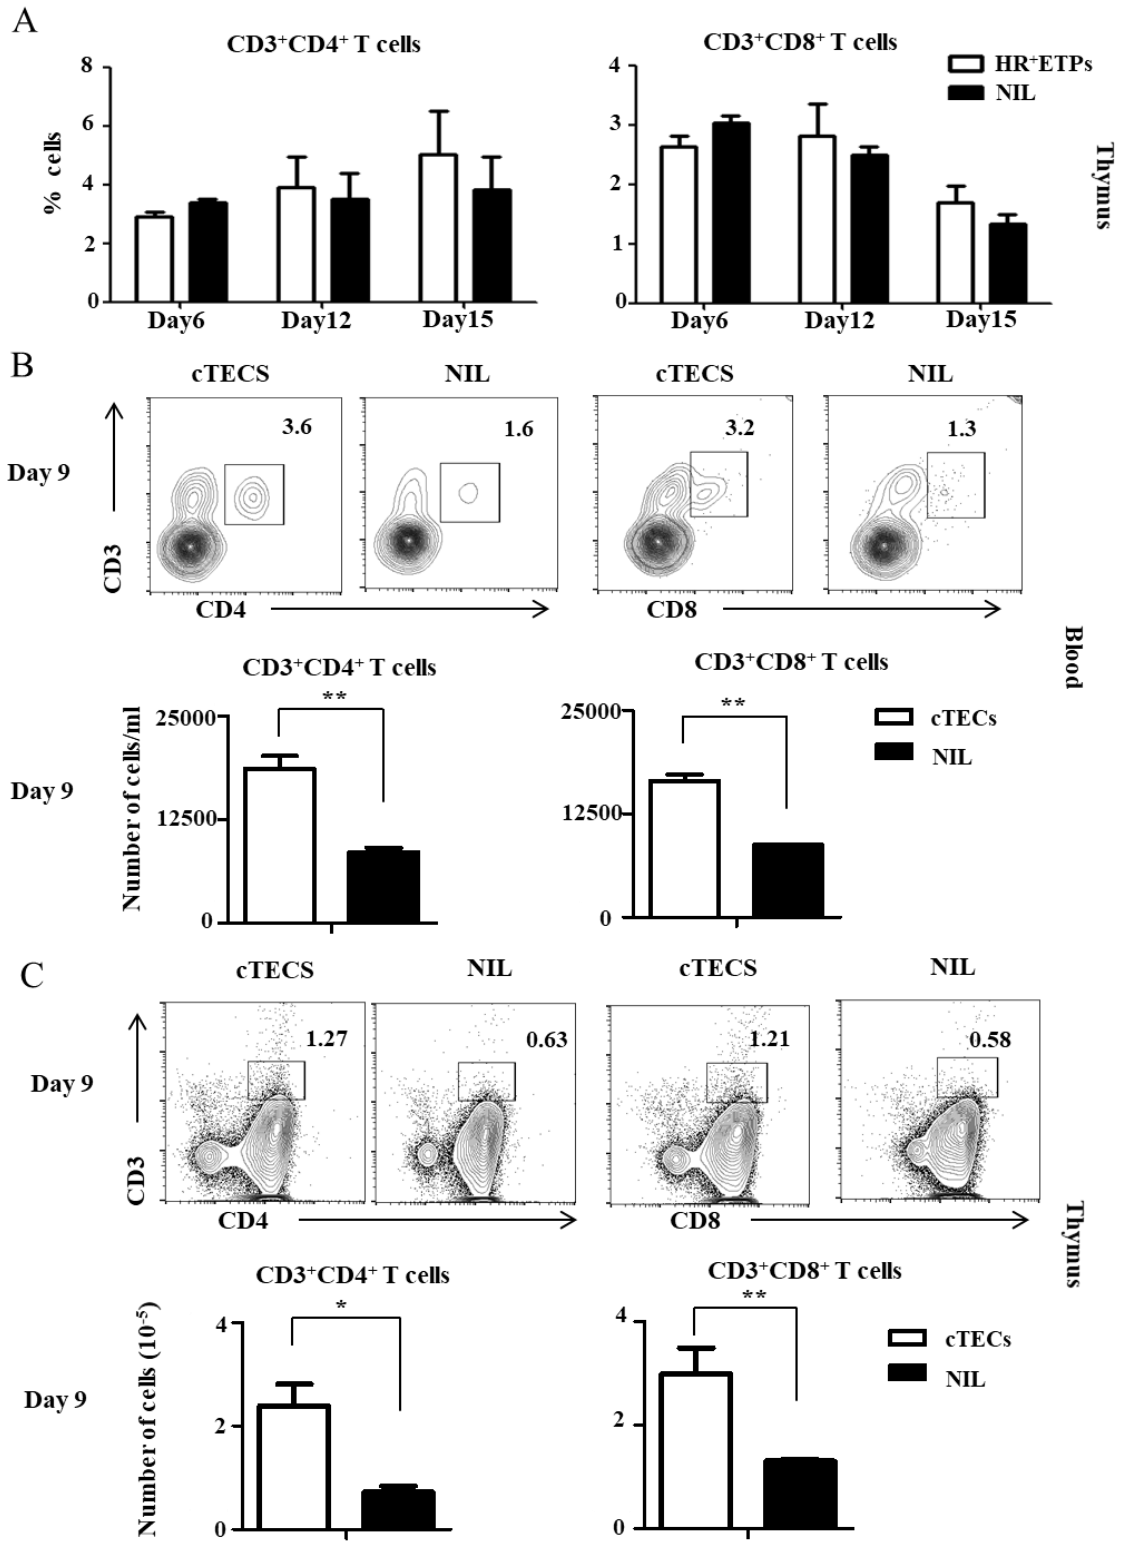 A
CD3⁺CD4⁺ T cells
CD3⁺CD8⁺ T cells
HR⁺ETPs
NIL
% cells
8
6
4
2
0
Day6
Day12
Day15
4
3
2
1
0
Day6
Day12
Day15
Thymus
B
cTECS
NIL
cTECS
NIL
Day 9
CD3
3.6
1.6
3.2
1.3
CD4
CD8
Blood
CD3⁺CD4⁺ T cells
CD3⁺CD8⁺ T cells
Day 9
Number of cells/ml
25000
12500
0
**
25000
12500
0
**
cTECs
NIL
C
cTECS
NIL
cTECS
NIL
Day 9
CD3
1.27
0.63
1.21
0.58
CD4
CD8
Thymus
CD3⁺CD4⁺ T cells
CD3⁺CD8⁺ T cells
Day 9
Number of cells (10⁻⁵)
4
2
0
*
4
2
0
**
cTECs
NIL